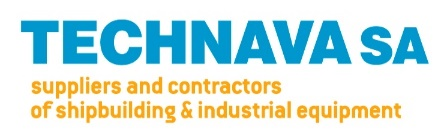 TECHNAVA SA
suppliers and contractors
of shipbuilding & industrial equipment